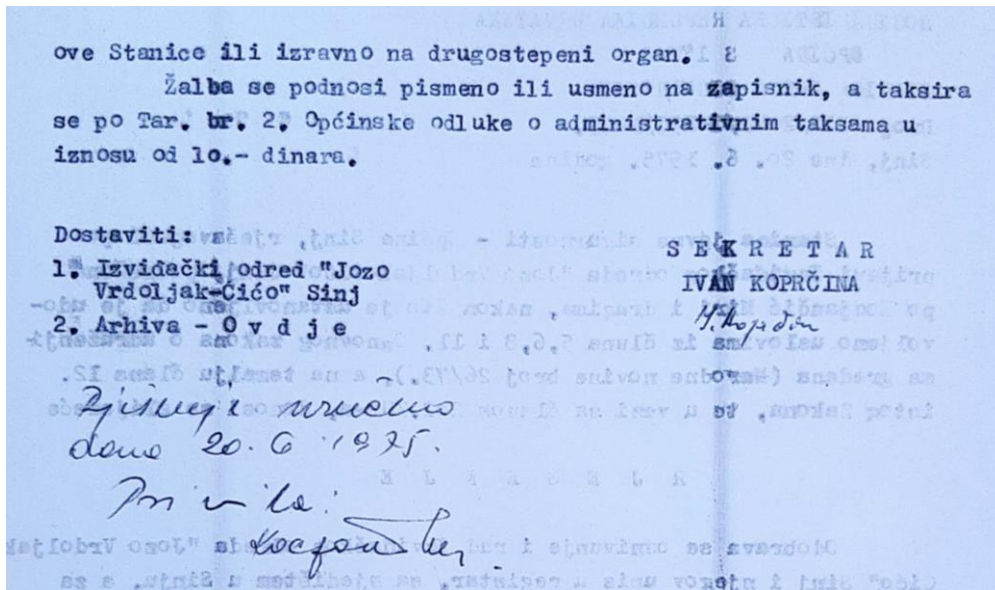 ove Stanice ili izravno na drugostepeni organ.
Žalba se podnosi pismeno ili usmeno na zapisnik, a taksira
se po Tar. br. 2. Općinske odluke o administrativnim taksama u
iznosu od 10.- dinara.
Dostaviti:
1. Izviđački odred "Jozo
Vrdoljak-Ćićo" Sinj
2. Arhiva - O v d j e
S E K R E T A R
IVAN KOPRČINA
Rješenje uručeno
dana 20. 6. 1975.
Primila: